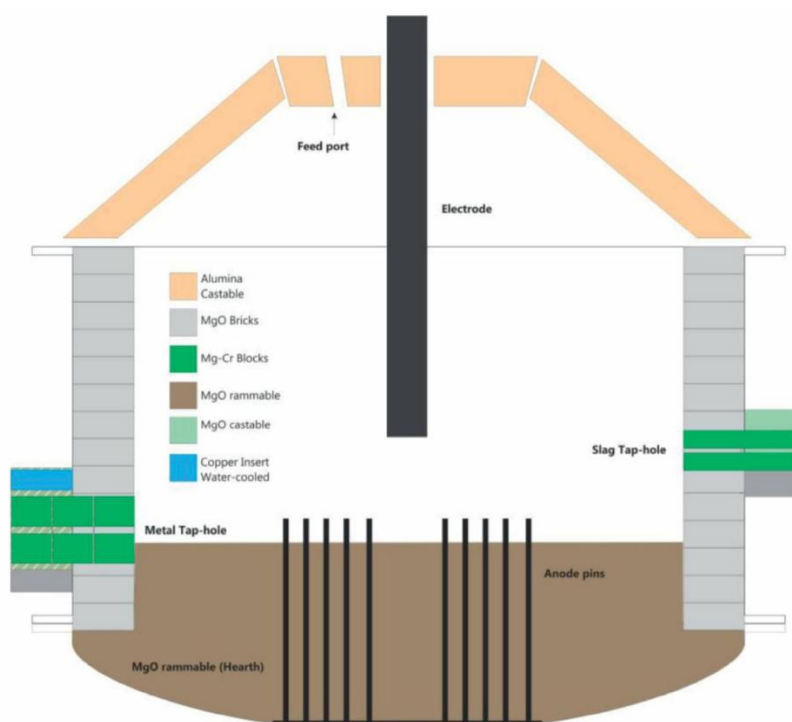 Feed port
Electrode
Alumina
Castable
MgO Bricks
Mg-Cr Blocks
MgO rammable
MgO castable
Copper Insert
Water-cooled
Slag Tap-hole
Metal Tap-hole
Anode pins
MgO rammable (Hearth)